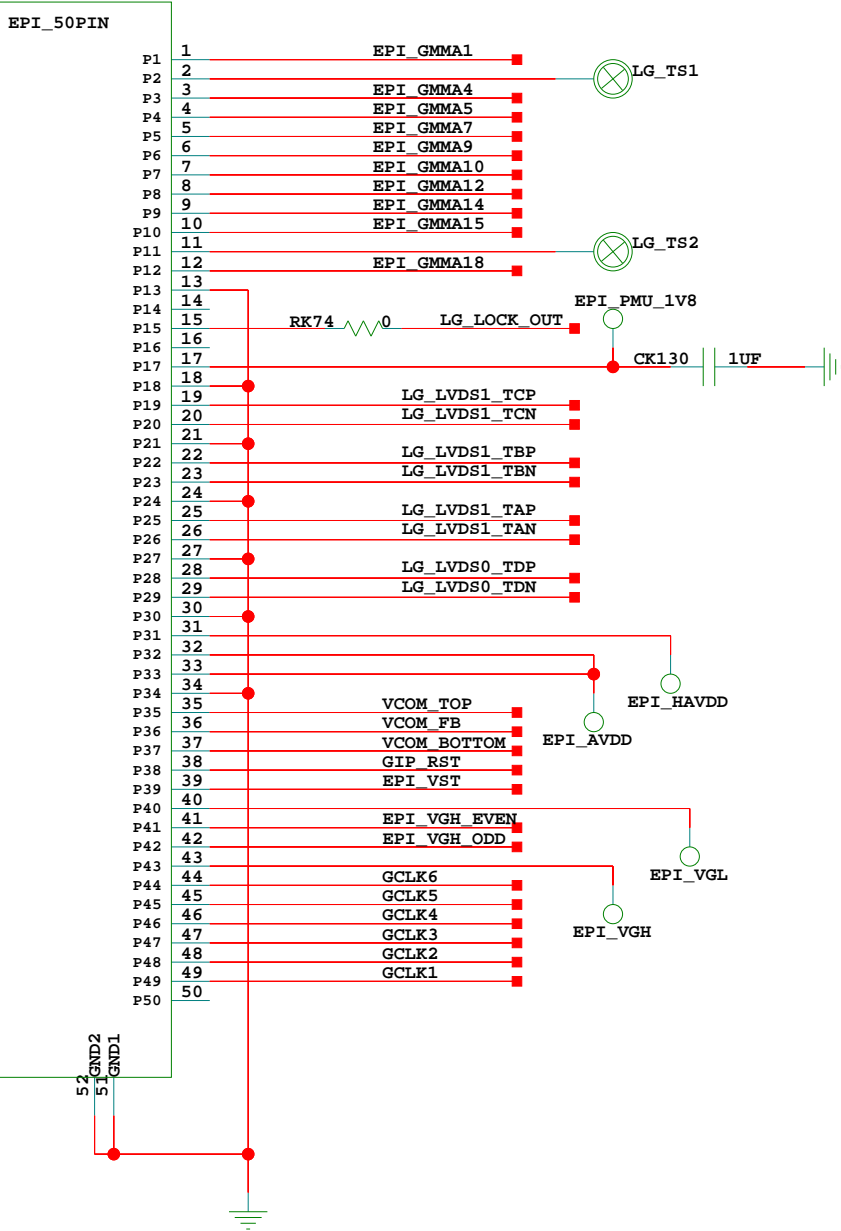 EPI_50PIN
P1 1 EPI_GMMA1
P2 2 LG_TS1
P3 3 EPI_GMMA4
P4 4 EPI_GMMA5
P5 5 EPI_GMMA7
P6 6 EPI_GMMA9
P7 7 EPI_GMMA10
P8 8 EPI_GMMA12
P9 9 EPI_GMMA14
P10 10 EPI_GMMA15
P11 11 LG_TS2
P12 12 EPI_GMMA18
P13 13
EPI_PMU_1V8
P14 14
P15 15 RK74 0 LG_LOCK_OUT
P16 16
P17 17 CK130 1UF
P18 18
P19 19 LG_LVDS1_TCP
P20 20 LG_LVDS1_TCN
P21 21
P22 22 LG_LVDS1_TBP
P23 23 LG_LVDS1_TBN
P24 24
P25 25 LG_LVDS1_TAP
P26 26 LG_LVDS1_TAN
P27 27
P28 28 LG_LVDS0_TDP
P29 29 LG_LVDS0_TDN
P30 30
P31 31
P32 32
P33 33
P34 34
EPI_HAVDD
P35 35 VCOM_TOP
P36 36 VCOM_FB
EPI_AVDD
P37 37 VCOM_BOTTOM
P38 38 GIP_RST
P39 39 EPI_VST
P40 40
P41 41 EPI_VGH_EVEN
P42 42 EPI_VGH_ODD
P43 43
EPI_VGL
P44 44 GCLK6
P45 45 GCLK5
P46 46 GCLK4
EPI_VGH
P47 47 GCLK3
P48 48 GCLK2
P49 49 GCLK1
P50 50
52 GND2
51 GND1